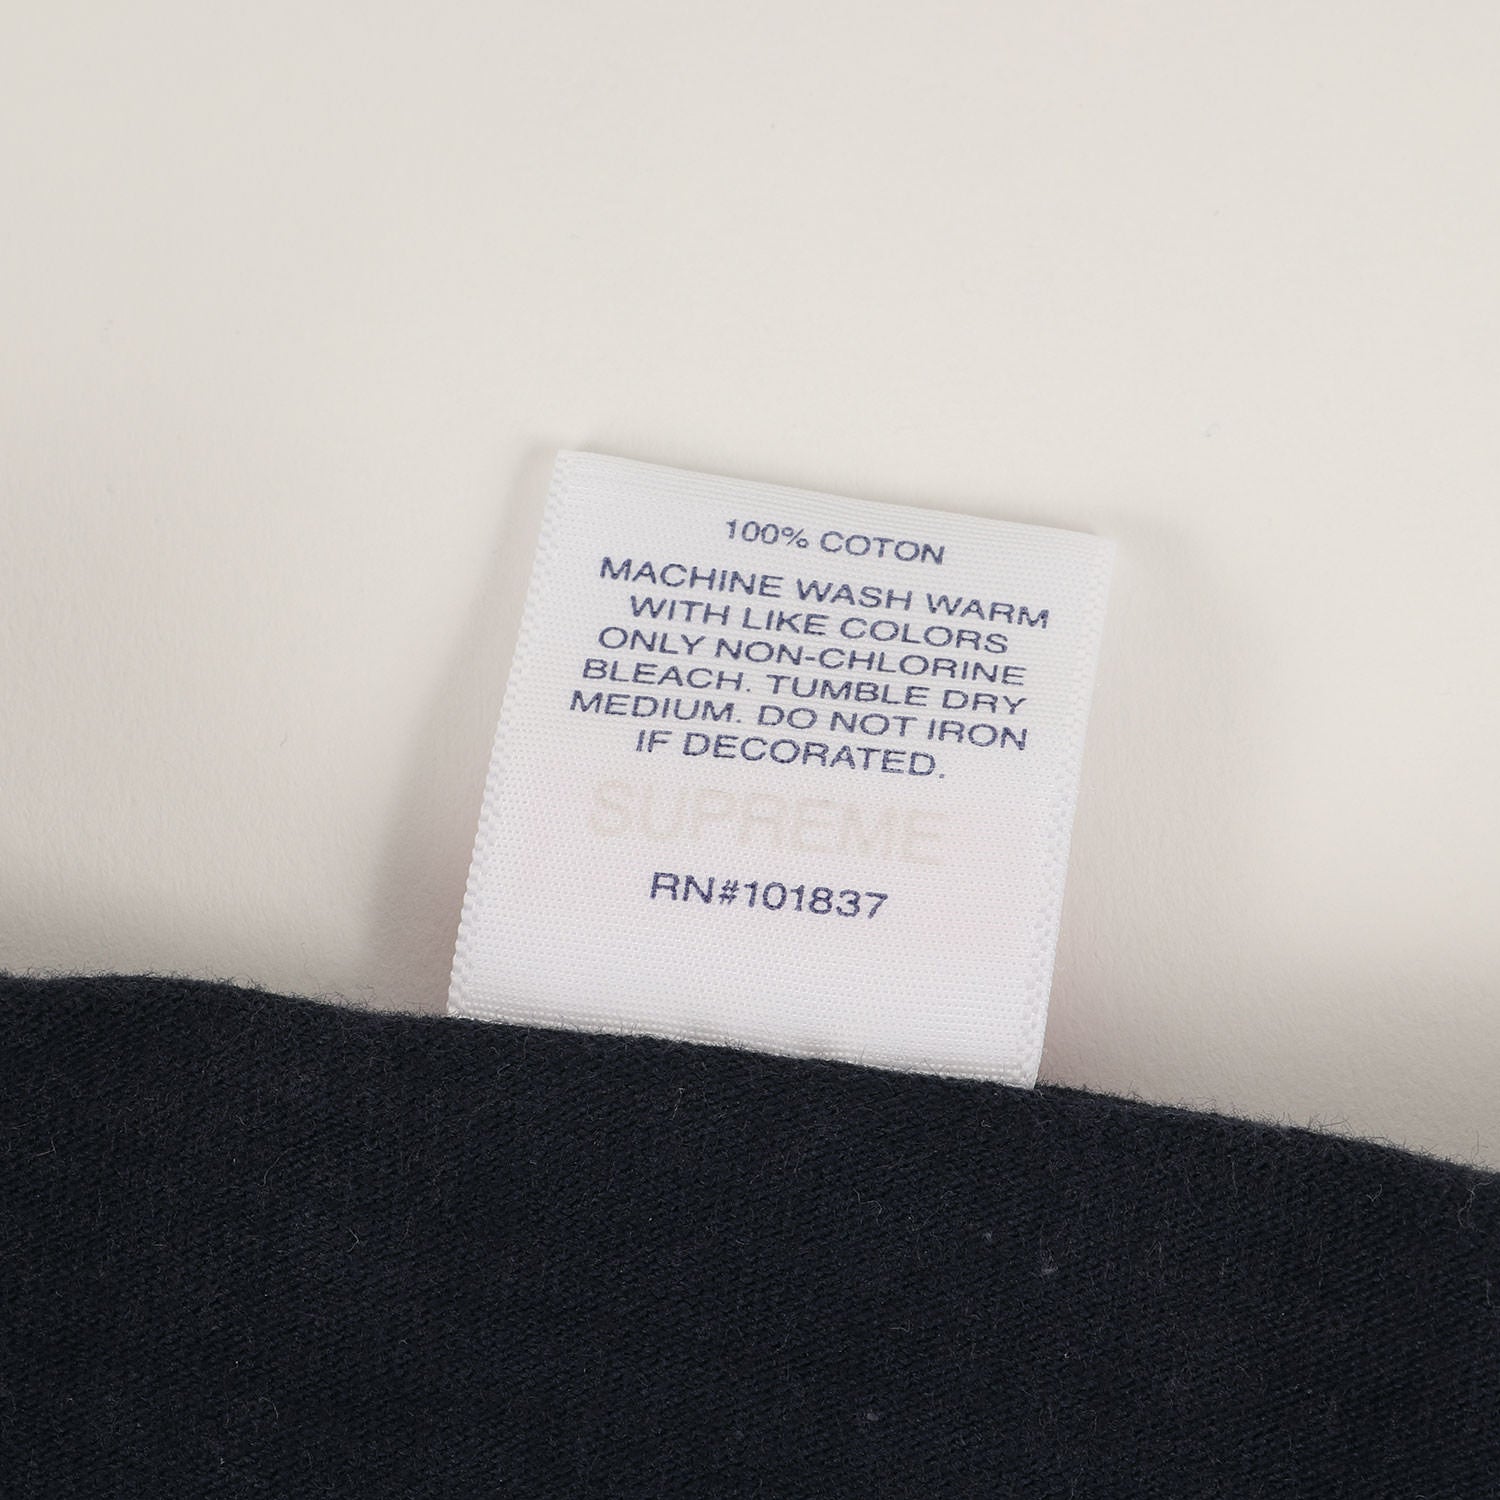 100% COTON
MACHINE WASH WARM
WITH LIKE COLORS
ONLY NON-CHLORINE
BLEACH. TUMBLE DRY
MEDIUM. DO NOT IRON
IF DECORATED.
SUPREME
RN#101837